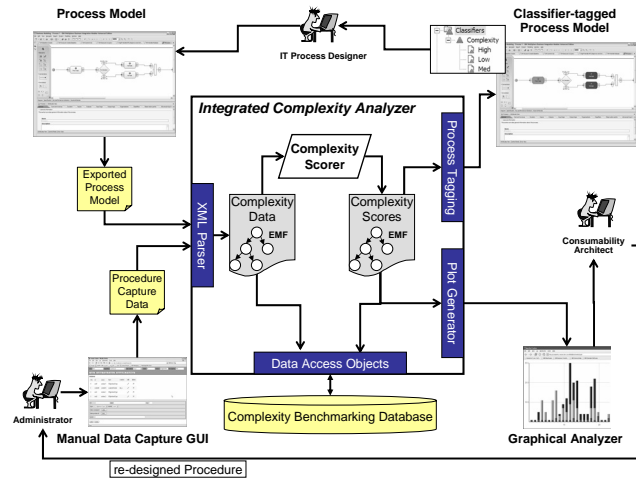 Process Model
IT Process Designer
Classifiers
Complexity
High
Low
Med
Classifier-tagged
Process Model
Integrated Complexity Analyzer
Exported
Process
Model
XML Parser
Complexity
Data
EMF
Complexity
Scorer
Complexity
Scores
EMF
Process Tagging
Plot Generator
Consumability
Architect
Procedure
Capture
Data
Data Access Objects
Complexity Benchmarking Database
Administrator
Manual Data Capture GUI
Graphical Analyzer
re-designed Procedure